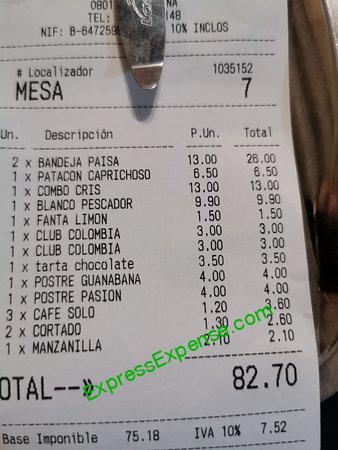 0801 NA
TEL: 148
NIF: B-647259 10% INCLOS
# Localizador 1035152
MESA 7
Un. Descripción P.Un. Total
2 x BANDEJA PAISA 13.00 26.00
1 x PATACON CAPRICHOSO 6.50 6.50
1 x COMBO CRIS 13.00 13.00
1 x BLANCO PESCADOR 9.90 9.90
1 x FANTA LIMON 1.50 1.50
1 x CLUB COLOMBIA 3.00 3.00
1 x CLUB COLOMBIA 3.00 3.00
1 x tarta chocolate 3.50 3.50
1 x POSTRE GUANABANA 4.00 4.00
1 x POSTRE PASION 4.00 4.00
3 x CAFE SOLO 1.20 3.60
2 x CORTADO 1.30 2.60
1 x MANZANILLA 2.10 2.10
OTAL--» 82.70
Base Imponible 75.18 IVA 10% 7.52
ExpressExpense.com